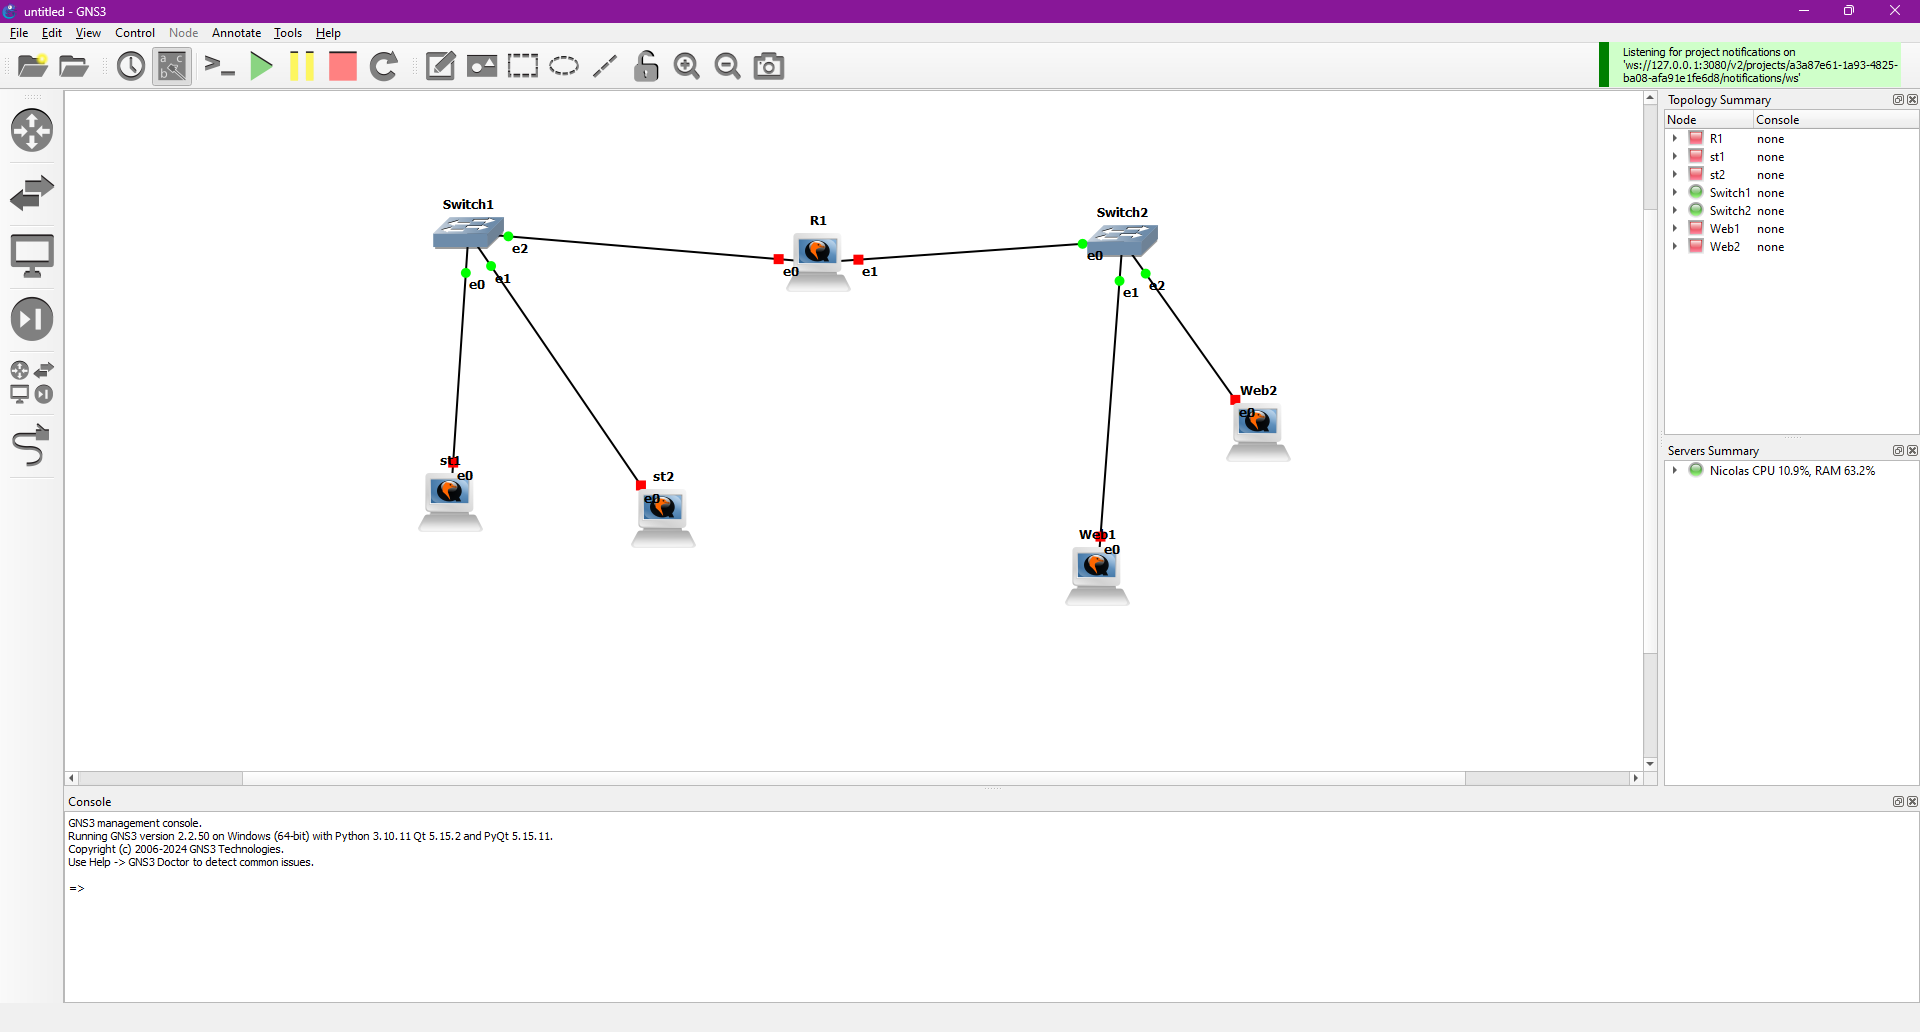 untitled - GNS3
File Edit View Control Node Annotate Tools Help
Listening for project notifications on
'ws://127.0.0.1:3080/v2/projects/a3a87e61-1a93-4825-
ba08-afa91e1fe6d8/notifications/ws'
Topology Summary
Node Console
R1 none
st1 none
st2 none
Switch1 none
Switch2 none
Web1 none
Web2 none
Switch1
e2
e0
e1
R1
e0
e1
Switch2
e0
e1
e2
Web2
e0
st1
e0
st2
e0
Web1
e0
Servers Summary
Nicolas CPU 10.9%, RAM 63.2%
Console
GNS3 management console.
Running GNS3 version 2.2.50 on Windows (64-bit) with Python 3.10.11 Qt 5.15.2 and PyQt 5.15.11.
Copyright (c) 2006-2024 GNS3 Technologies.
Use Help -> GNS3 Doctor to detect common issues.
=>